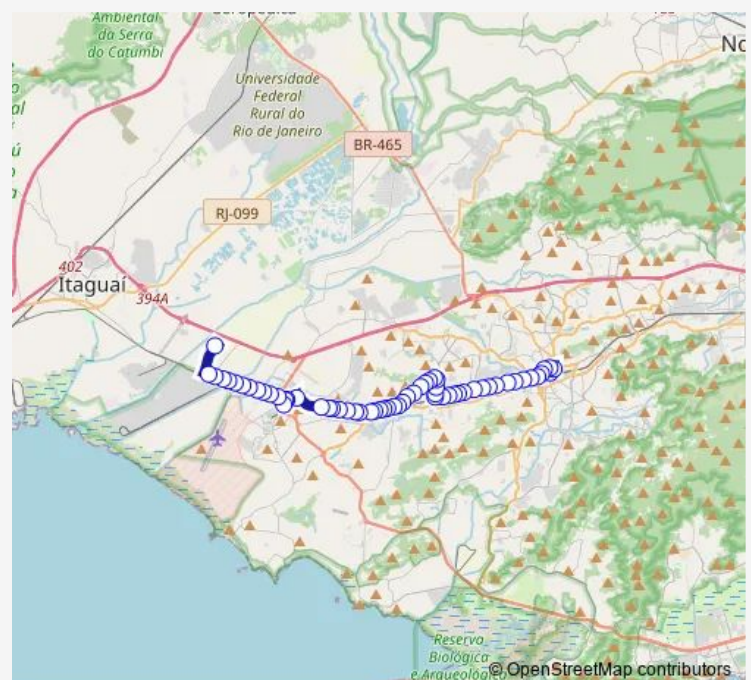 Ambiental
da Serra
do Catumbi
Universidade
Federal
Rural do
Rio de Janeiro
BR-465
RJ-099
402
Itaguaí
394A
Reserva
Biológica
e Arqueológica
© OpenStreetMap contributors